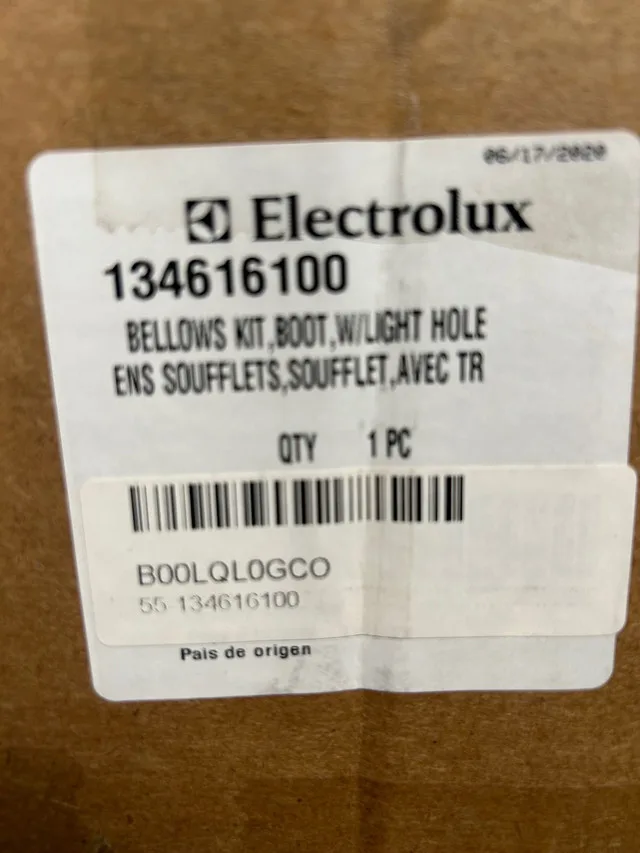 06/17/2020
Electrolux
134616100
BELLOWS KIT,BOOT,W/LIGHT HOLE
ENS SOUFFLETS,SOUFFLET,AVEC TR
QTY 1 PC
B00LQL0GCO
55 134616100
Pais de origen